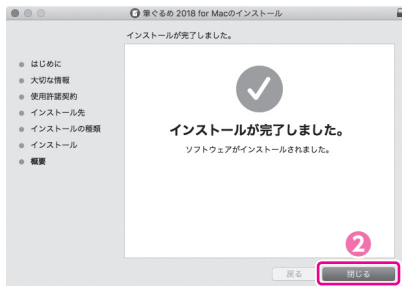 筆ぐるめ 2018 for Macのインストール
インストールが完了しました。
はじめに
大切な情報
使用許諾契約
インストール先
インストールの種類
インストール
概要
インストールが完了しました。
ソフトウェアがインストールされました。
2
戻る
閉じる